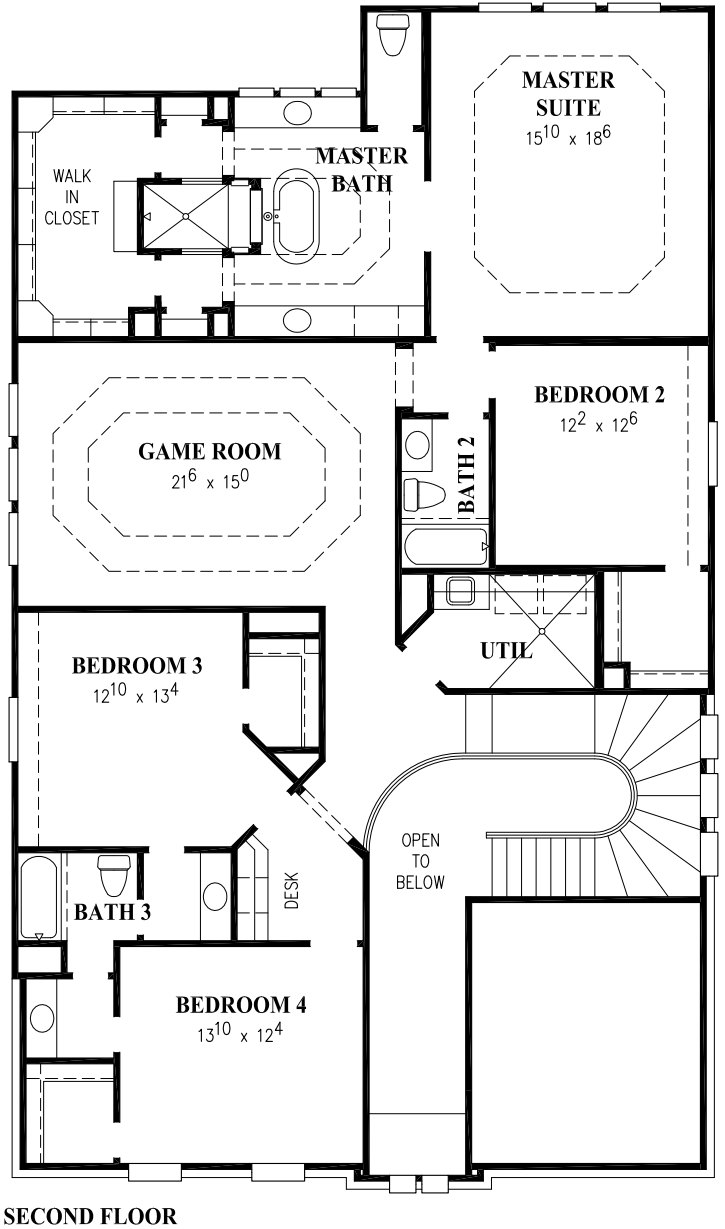 MASTER
SUITE
15¹⁰ x 18⁶
MASTER
BATH
WALK
IN
CLOSET
BEDROOM 2
12² x 12⁶
GAME ROOM
21⁶ x 15⁰
BATH 2
UTIL
BEDROOM 3
12¹⁰ x 13⁴
OPEN
TO
BELOW
DESK
BATH 3
BEDROOM 4
13¹⁰ x 12⁴
SECOND FLOOR